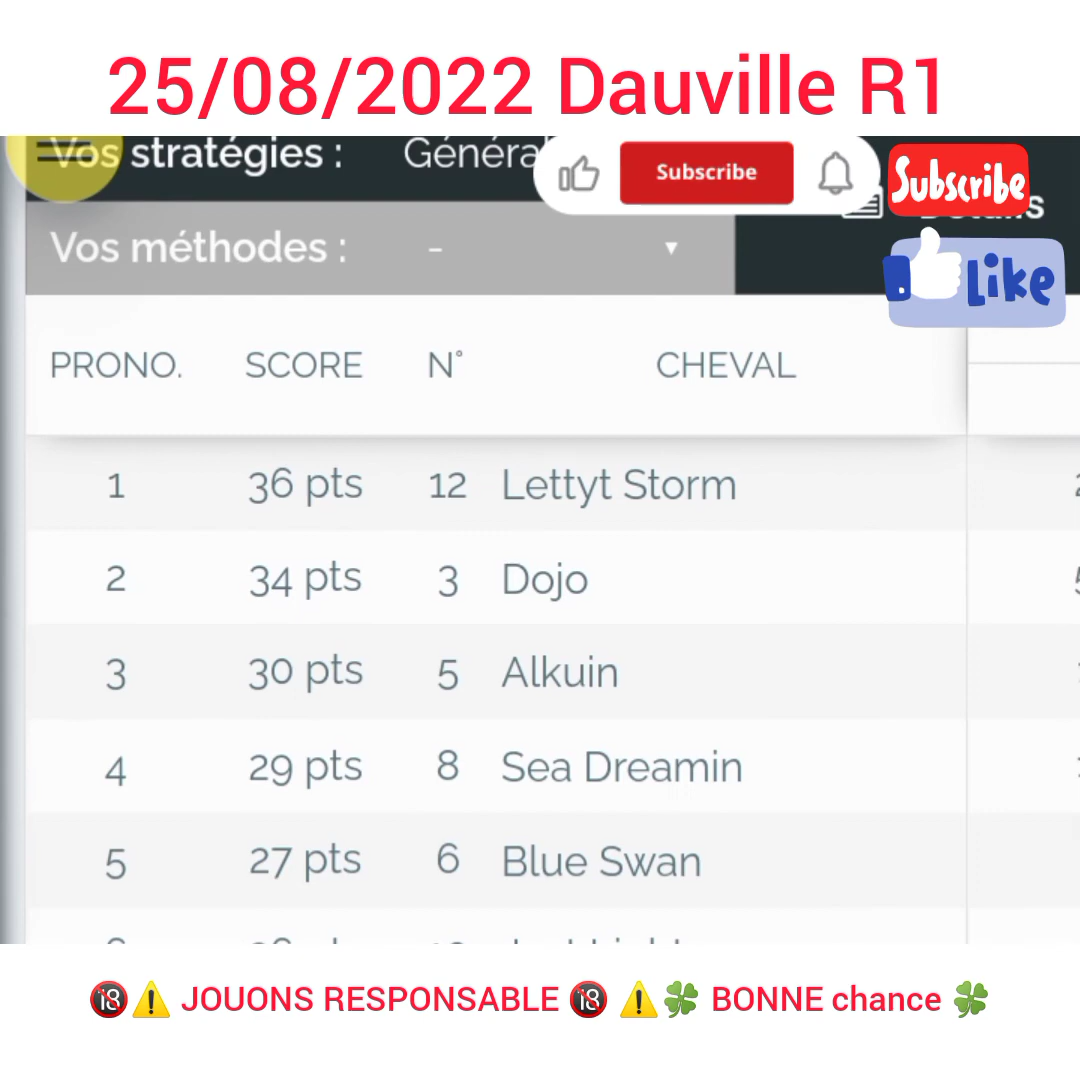 25/08/2022 Dauville R1
Vos stratégies : Généra
Subscribe
Subscribe
Vos méthodes : -
Like
PRONO. SCORE N° CHEVAL
1 36 pts 12 Lettyt Storm
2 34 pts 3 Dojo
3 30 pts 5 Alkuin
4 29 pts 8 Sea Dreamin
5 27 pts 6 Blue Swan
🔞⚠️ JOUONS RESPONSABLE 🔞 ⚠️🍀 BONNE chance 🍀